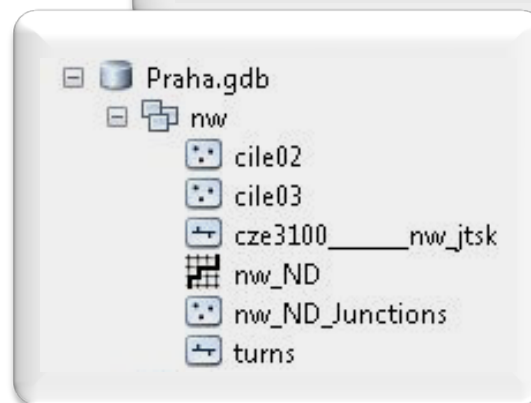 Praha.gdb
nw
cile02
cile03
cze3100______nw_jtsk
nw_ND
nw_ND_Junctions
turns